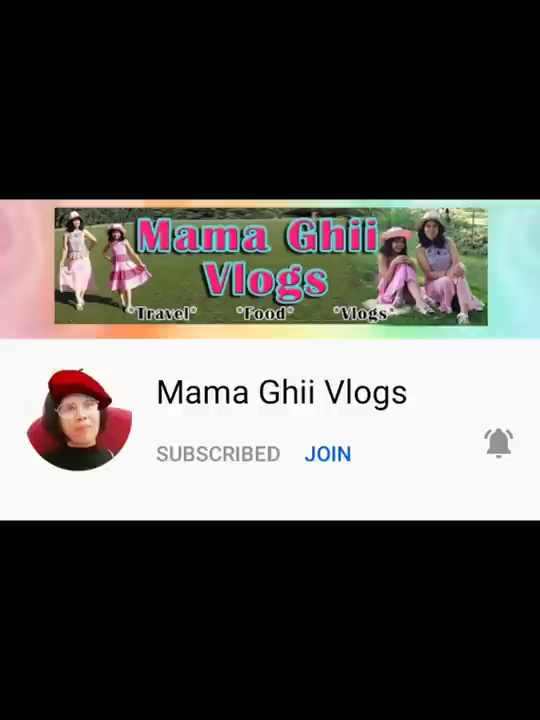 Mama Ghii
Vlogs
*Travel* *Food* *Vlogs*
Mama Ghii Vlogs
SUBSCRIBED JOIN